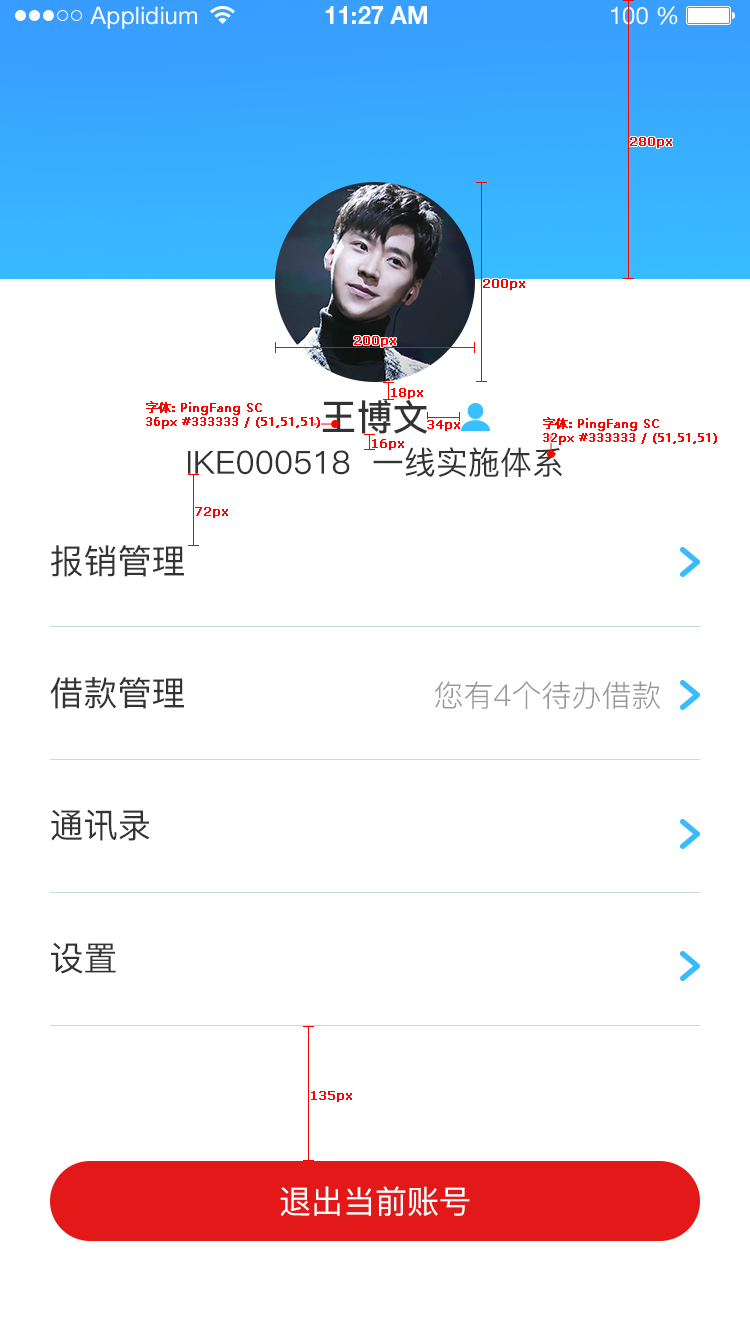 Applidium 11:27 AM 100 %
280px
200px
200px
18px
字体: PingFang SC
36px #333333 / (51,51,51)
王博文
34px
字体: PingFang SC
32px #333333 / (51,51,51)
16px
IKE000518 一线实施体系
72px
报销管理
借款管理 您有4个待办借款
通讯录
设置
135px
退出当前账号